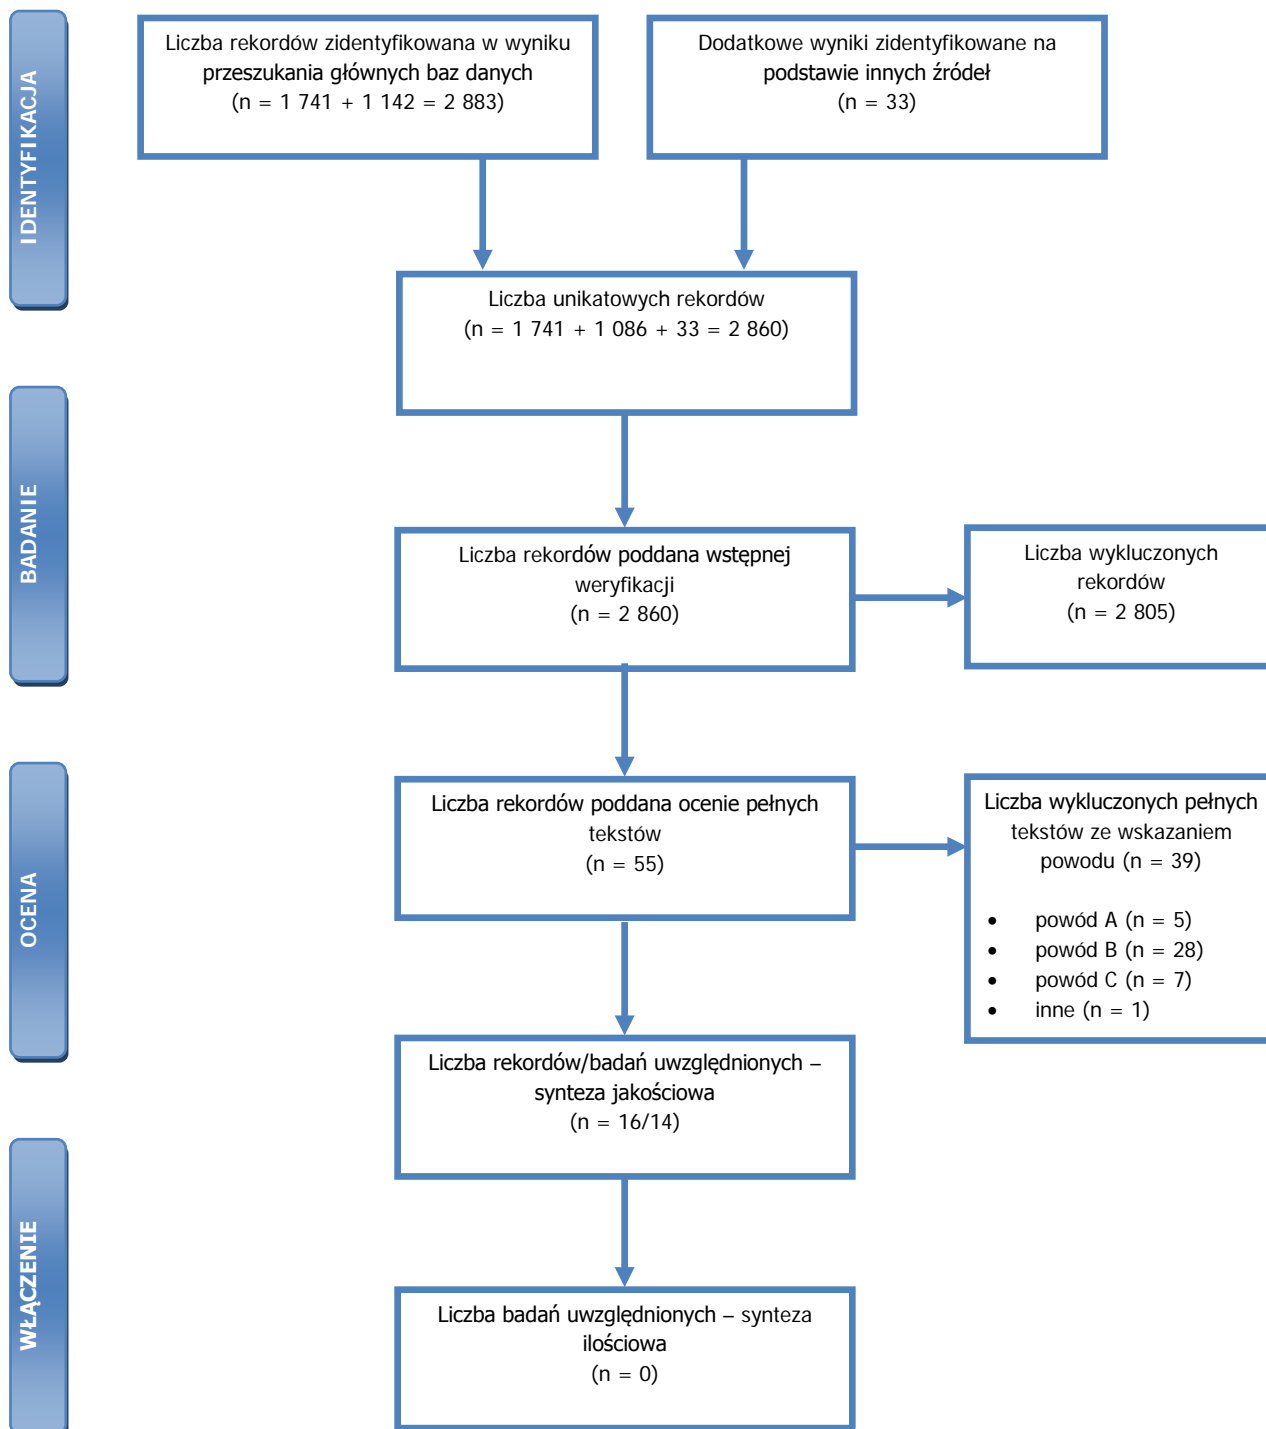 IDENTYFIKACJA
Liczba rekordów zidentyfikowana w wyniku
przeszukania głównych baz danych
(n = 1 741 + 1 142 = 2 883)
Dodatkowe wyniki zidentyfikowane na
podstawie innych źródeł
(n = 33)
Liczba unikatowych rekordów
(n = 1 741 + 1 086 + 33 = 2 860)
BADANIE
Liczba rekordów poddana wstępnej
weryfikacji
(n = 2 860)
Liczba wykluczonych
rekordów
(n = 2 805)
OCENA
Liczba rekordów poddana ocenie pełnych
tekstów
(n = 55)
Liczba wykluczonych pełnych
tekstów ze wskazaniem
powodu (n = 39)
• powód A (n = 5)
• powód B (n = 28)
• powód C (n = 7)
• inne (n = 1)
Liczba rekordów/badań uwzględnionych –
synteza jakościowa
(n = 16/14)
WŁĄCZENIE
Liczba badań uwzględnionych – synteza
ilościowa
(n = 0)